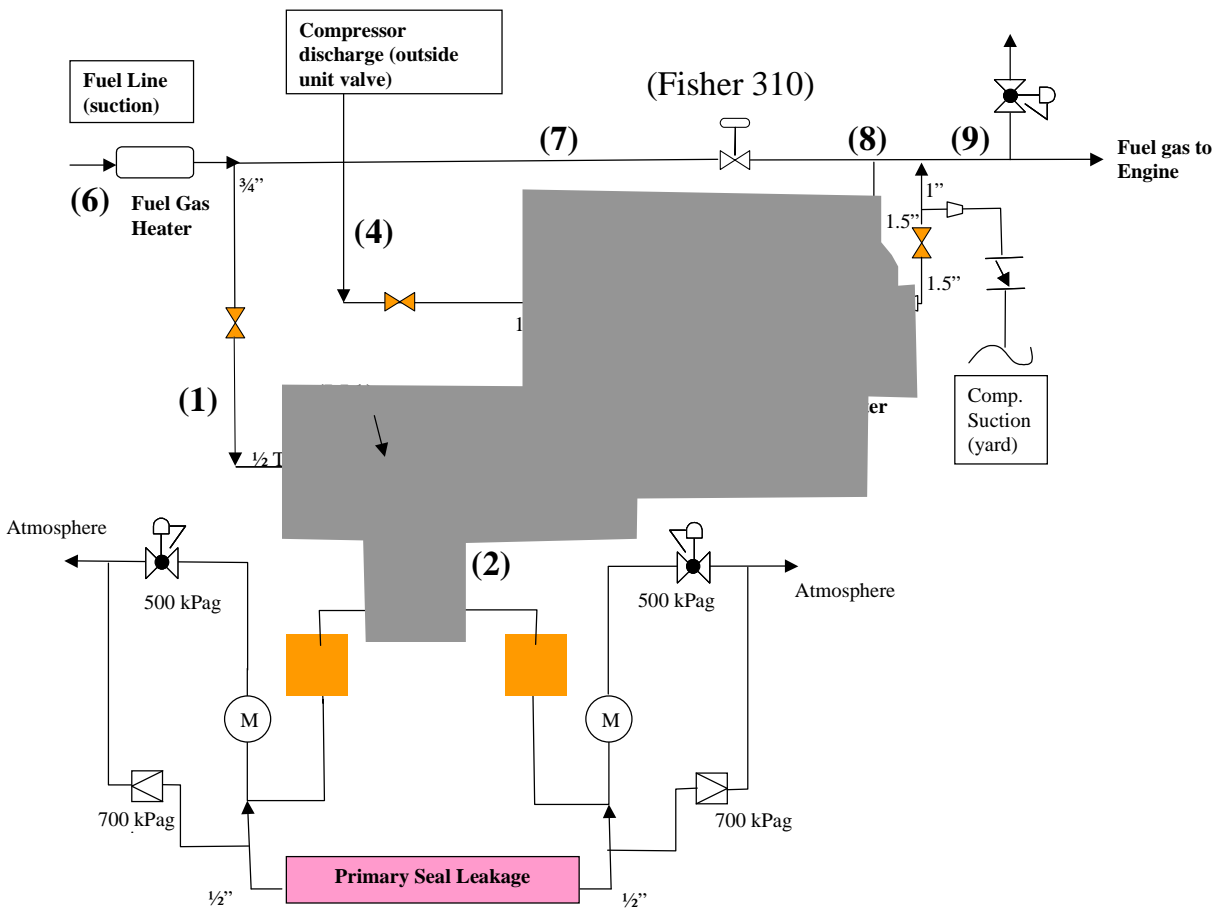 Compressor
discharge (outside
unit valve)
Fuel Line
(suction)
(Fisher 310)
(7)
(8)
(9)
Fuel gas to
Engine
(6)
Fuel Gas
Heater
¾”
1”
(4)
1.5”
1.5”
(1)
Comp.
Suction
(yard)
½
(2)
Atmosphere
500 kPag
500 kPag
Atmosphere
M
M
700 kPag
700 kPag
Primary Seal Leakage
½”
½”